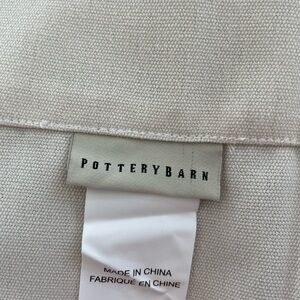 POTTERYBARN
MADE IN CHINA
FABRIQUÉ EN CHINE